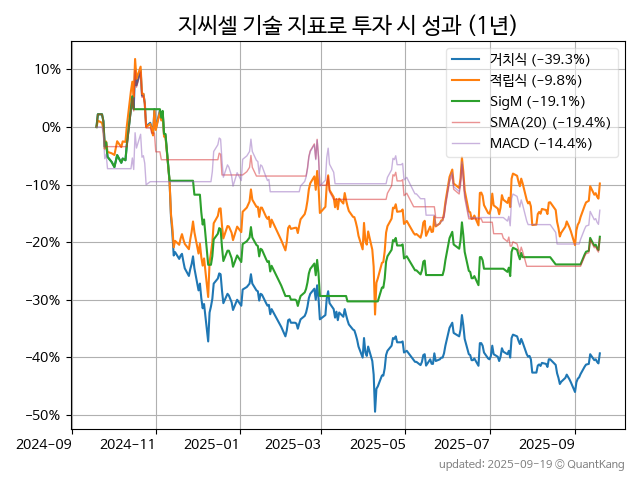 지씨셀 기술 지표로 투자 시 성과 (1년)
거치식 (−39.3%)
적립식 (−9.8%)
SigM (−19.1%)
SMA(20) (−19.4%)
MACD (−14.4%)
10%
0%
−10%
−20%
−30%
−40%
−50%
2024-09
2024-11
2025-01
2025-03
2025-05
2025-07
2025-09
updated: 2025-09-19 © QuantKang